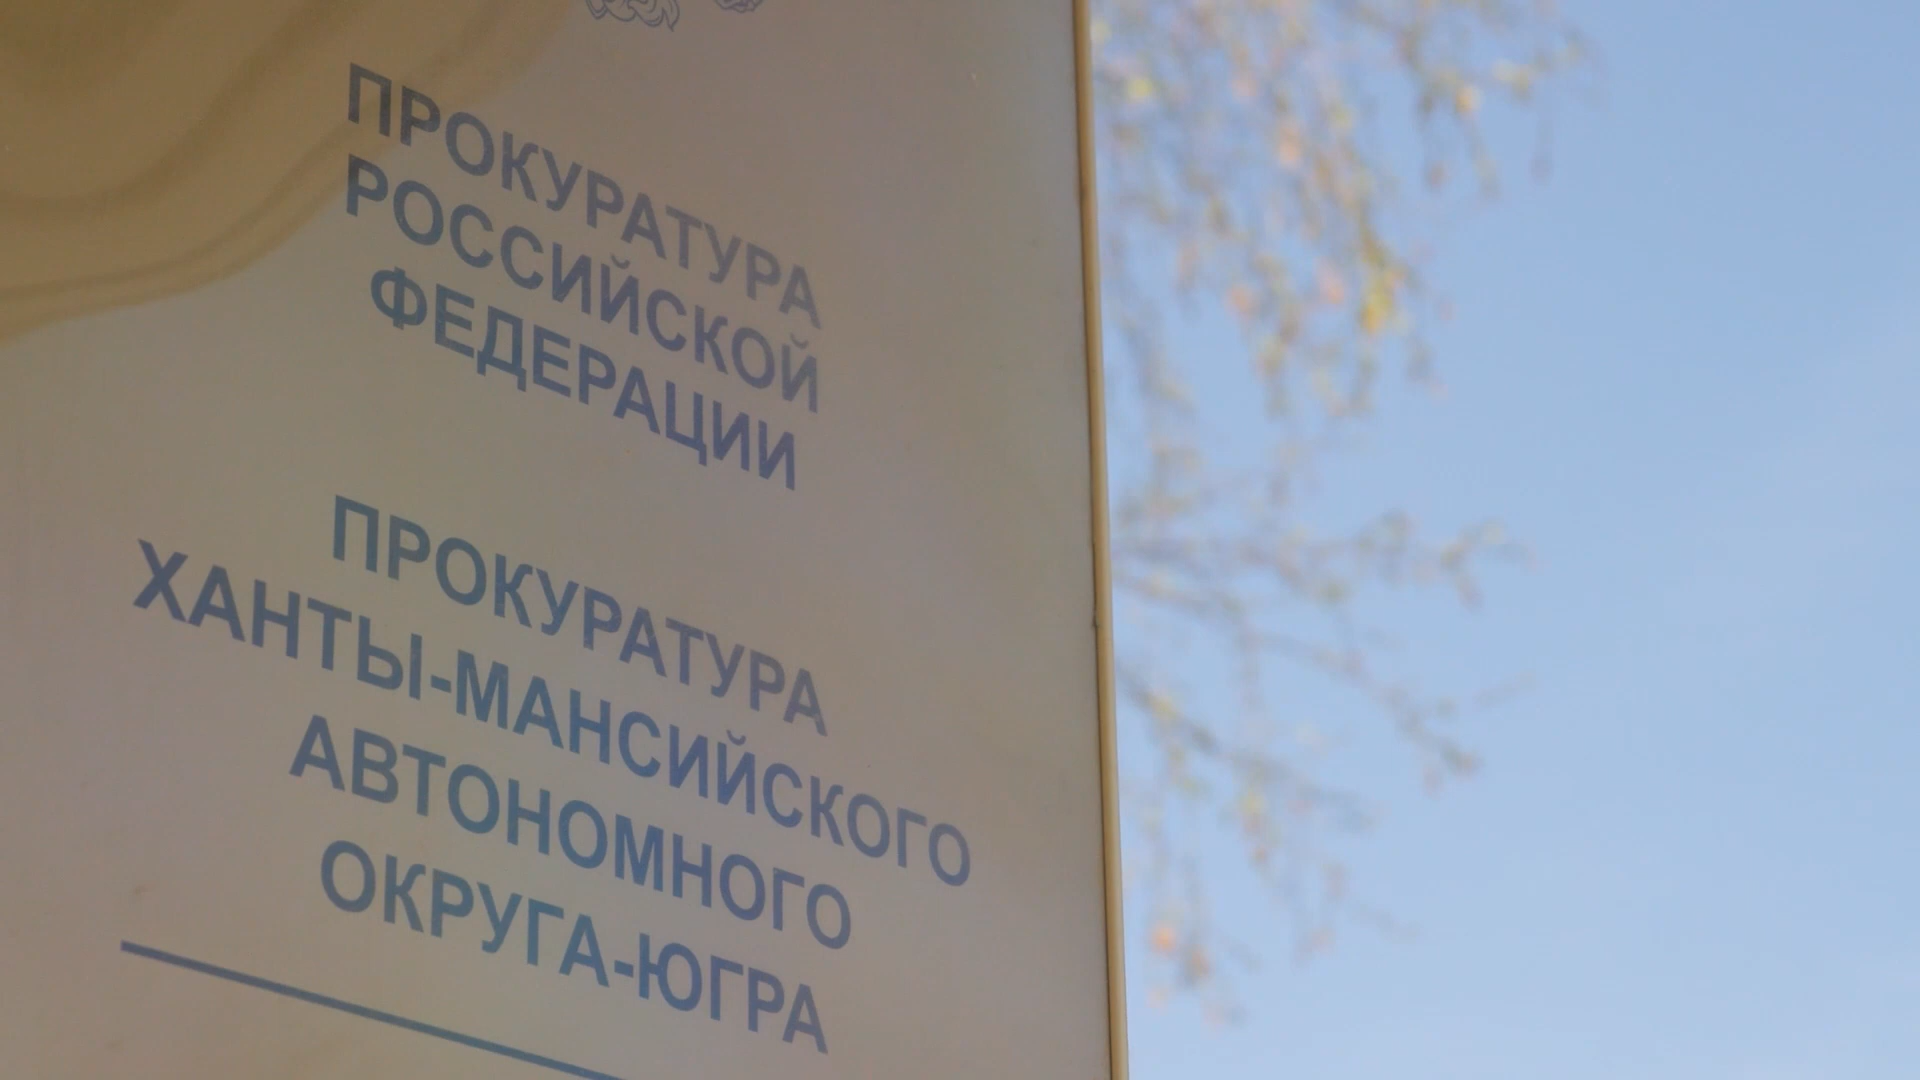 ПРОКУРАТУРА
РОССИЙСКОЙ
ФЕДЕРАЦИИ
ПРОКУРАТУРА
ХАНТЫ-МАНСИЙСКОГО
АВТОНОМНОГО
ОКРУГА-ЮГРА